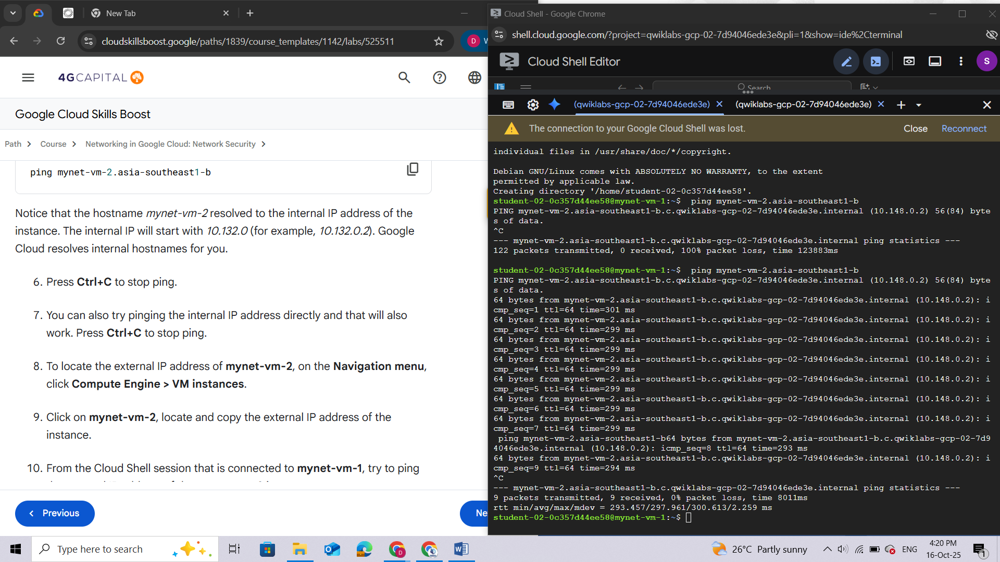 New Tab
cloudskillsboost.google/paths/1839/course_templates/1142/labs/525511
D
4GCAPITAL
Google Cloud Skills Boost
Path > Course > Networking in Google Cloud: Network Security >
ping mynet-vm-2.asia-southeast1-b
Notice that the hostname mynet-vm-2 resolved to the internal IP address of the
instance. The internal IP will start with 10.132.0 (for example, 10.132.0.2). Google
Cloud resolves internal hostnames for you.
6. Press Ctrl+C to stop ping.
7. You can also try pinging the internal IP address directly and that will also
work. Press Ctrl+C to stop ping.
8. To locate the external IP address of mynet-vm-2, on the Navigation menu,
click Compute Engine > VM instances.
9. Click on mynet-vm-2, locate and copy the external IP address of the
instance.
10. From the Cloud Shell session that is connected to mynet-vm-1, try to ping
Previous
Ne
Cloud Shell - Google Chrome
shell.cloud.google.com/?project=qwiklabs-gcp-02-7d94046ede3e&pli=1&show=ide%2Cterminal
Cloud Shell Editor
S
Search
(qwiklabs-gcp-02-7d94046ede3e) (qwiklabs-gcp-02-7d94046ede3e)
The connection to your Google Cloud Shell was lost. Close Reconnect
individual files in /usr/share/doc/*/copyright.
Debian GNU/Linux comes with ABSOLUTELY NO WARRANTY, to the extent
permitted by applicable law.
Creating directory '/home/student-02-0c357d44ee58'.
student-02-0c357d44ee58@mynet-vm-1:~$  ping mynet-vm-2.asia-southeast1-b
PING mynet-vm-2.asia-southeast1-b.c.qwiklabs-gcp-02-7d94046ede3e.internal (10.148.0.2) 56(84) byte
s of data.
^C
--- mynet-vm-2.asia-southeast1-b.c.qwiklabs-gcp-02-7d94046ede3e.internal ping statistics ---
122 packets transmitted, 0 received, 100% packet loss, time 123883ms
student-02-0c357d44ee58@mynet-vm-1:~$  ping mynet-vm-2.asia-southeast1-b
PING mynet-vm-2.asia-southeast1-b.c.qwiklabs-gcp-02-7d94046ede3e.internal (10.148.0.2) 56(84) byte
s of data.
64 bytes from mynet-vm-2.asia-southeast1-b.c.qwiklabs-gcp-02-7d94046ede3e.internal (10.148.0.2): i
cmp_seq=1 ttl=64 time=301 ms
64 bytes from mynet-vm-2.asia-southeast1-b.c.qwiklabs-gcp-02-7d94046ede3e.internal (10.148.0.2): i
cmp_seq=2 ttl=64 time=299 ms
64 bytes from mynet-vm-2.asia-southeast1-b.c.qwiklabs-gcp-02-7d94046ede3e.internal (10.148.0.2): i
cmp_seq=3 ttl=64 time=299 ms
64 bytes from mynet-vm-2.asia-southeast1-b.c.qwiklabs-gcp-02-7d94046ede3e.internal (10.148.0.2): i
cmp_seq=4 ttl=64 time=299 ms
64 bytes from mynet-vm-2.asia-southeast1-b.c.qwiklabs-gcp-02-7d94046ede3e.internal (10.148.0.2): i
cmp_seq=5 ttl=64 time=299 ms
64 bytes from mynet-vm-2.asia-southeast1-b.c.qwiklabs-gcp-02-7d94046ede3e.internal (10.148.0.2): i
cmp_seq=6 ttl=64 time=299 ms
64 bytes from mynet-vm-2.asia-southeast1-b.c.qwiklabs-gcp-02-7d94046ede3e.internal (10.148.0.2): i
cmp_seq=7 ttl=64 time=299 ms
 ping mynet-vm-2.asia-southeast1-b64 bytes from mynet-vm-2.asia-southeast1-b.c.qwiklabs-gcp-02-7d9
4046ede3e.internal (10.148.0.2): icmp_seq=8 ttl=64 time=293 ms
64 bytes from mynet-vm-2.asia-southeast1-b.c.qwiklabs-gcp-02-7d94046ede3e.internal (10.148.0.2): i
cmp_seq=9 ttl=64 time=294 ms
^C
--- mynet-vm-2.asia-southeast1-b.c.qwiklabs-gcp-02-7d94046ede3e.internal ping statistics ---
9 packets transmitted, 9 received, 0% packet loss, time 8011ms
rtt min/avg/max/mdev = 293.457/297.961/300.613/2.259 ms
student-02-0c357d44ee58@mynet-vm-1:~$
Type here to search
26°C Partly sunny
ENG
4:20 PM
16-Oct-25
1